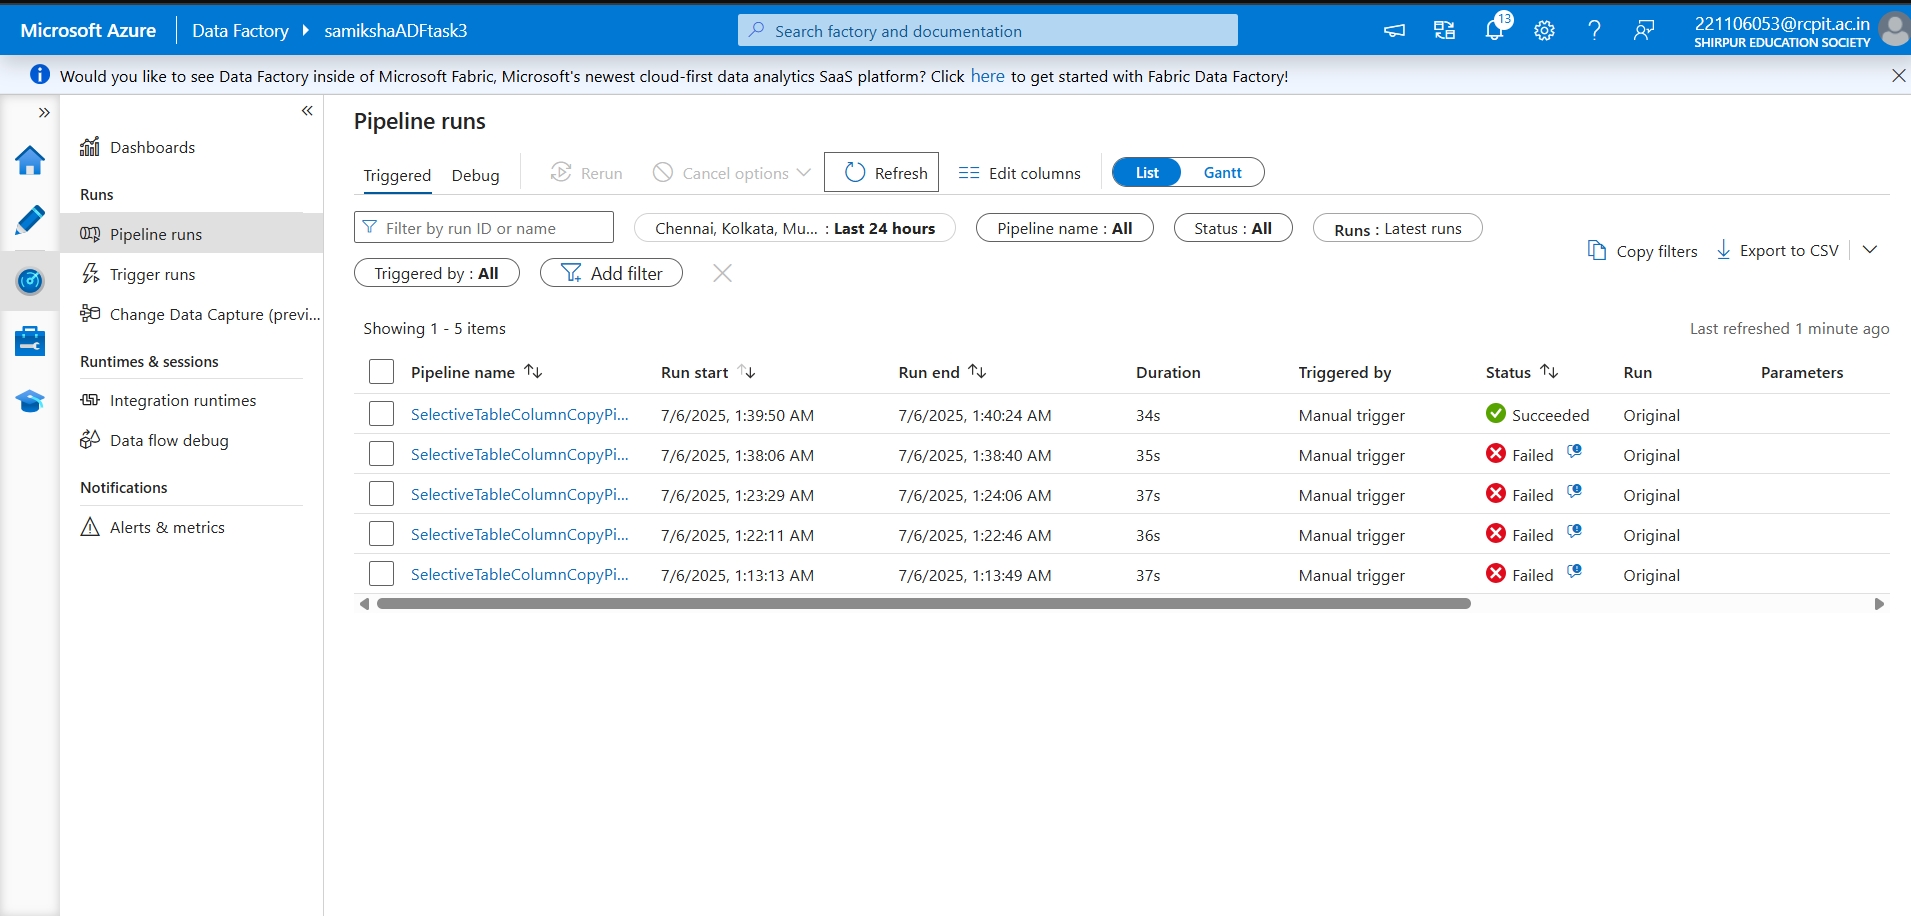 Microsoft Azure Data Factory samikshaADFtask3 Search factory and documentation 13 221106053@rcpit.ac.in
SHIRPUR EDUCATION SOCIETY
Would you like to see Data Factory inside of Microsoft Fabric, Microsoft's newest cloud-first data analytics SaaS platform? Click here to get started with Fabric Data Factory!
Dashboards
Runs
Pipeline runs
Trigger runs
Change Data Capture (previ...
Runtimes & sessions
Integration runtimes
Data flow debug
Notifications
Alerts & metrics
Pipeline runs
Triggered Debug Rerun Cancel options Refresh Edit columns List Gantt
Filter by run ID or name Chennai, Kolkata, Mu... : Last 24 hours Pipeline name : All Status : All Runs : Latest runs
Copy filters Export to CSV
Triggered by : All Add filter
Showing 1 - 5 items Last refreshed 1 minute ago
Pipeline name Run start Run end Duration Triggered by Status Run Parameters
SelectiveTableColumnCopyPi... 7/6/2025, 1:39:50 AM 7/6/2025, 1:40:24 AM 34s Manual trigger Succeeded Original
SelectiveTableColumnCopyPi... 7/6/2025, 1:38:06 AM 7/6/2025, 1:38:40 AM 35s Manual trigger Failed Original
SelectiveTableColumnCopyPi... 7/6/2025, 1:23:29 AM 7/6/2025, 1:24:06 AM 37s Manual trigger Failed Original
SelectiveTableColumnCopyPi... 7/6/2025, 1:22:11 AM 7/6/2025, 1:22:46 AM 36s Manual trigger Failed Original
SelectiveTableColumnCopyPi... 7/6/2025, 1:13:13 AM 7/6/2025, 1:13:49 AM 37s Manual trigger Failed Original